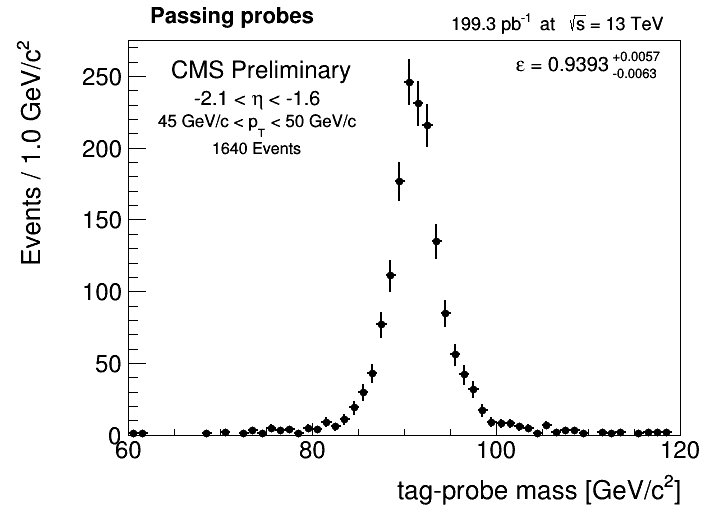 Passing probes
199.3 pb⁻¹ at √s = 13 TeV
CMS Preliminary
-2.1 < η < -1.6
45 GeV/c < p_T < 50 GeV/c
1640 Events
ε = 0.9393 +0.0057 -0.0063
Events / 1.0 GeV/c²
250
200
150
100
50
0
60 80 100 120
tag-probe mass [GeV/c²]